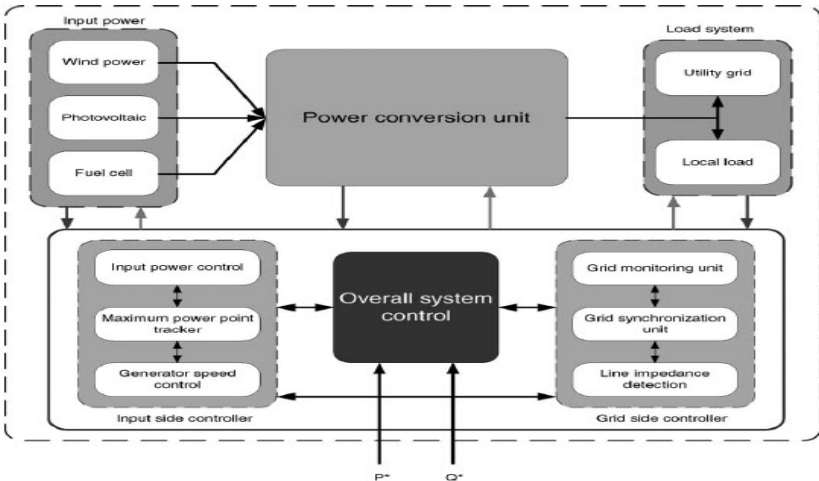 Input power
Wind power
Photovoltaic
Fuel cell
Power conversion unit
Load system
Utility grid
Local load
Input power control
Maximum power point
tracker
Generator speed
control
Input side controller
Overall system
control
Grid monitoring unit
Grid synchronization
unit
Line impedance
detection
Grid side controller
P*
Q*